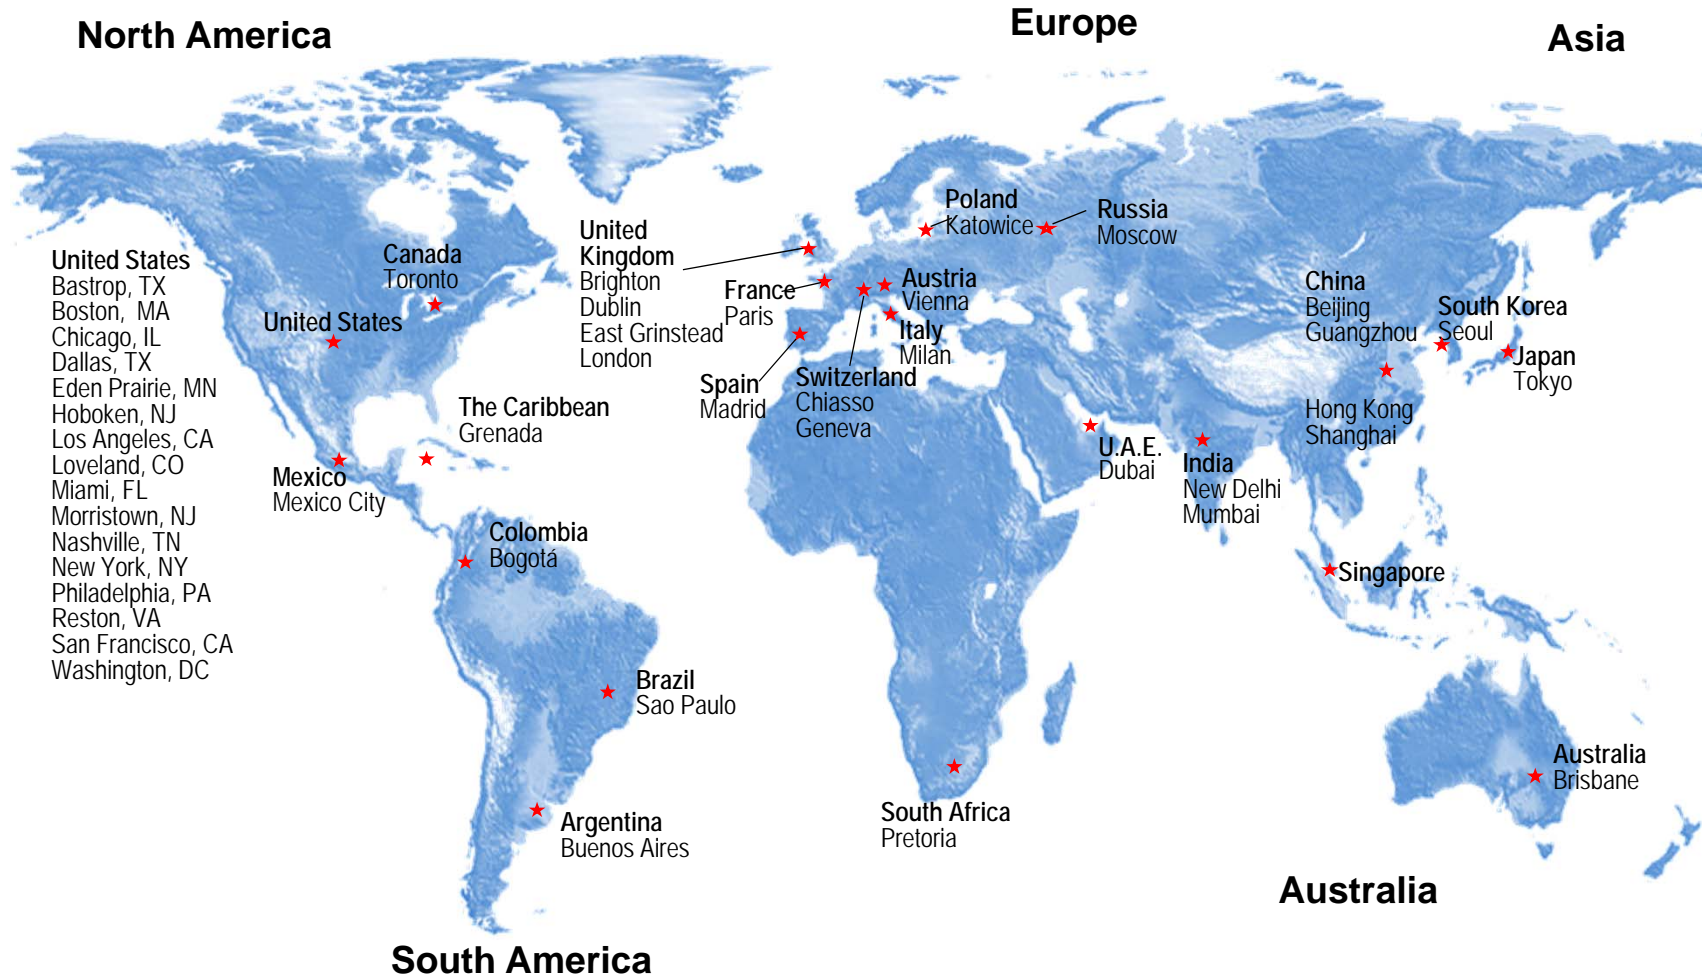 North America
Europe
Asia
United States
Bastrop, TX
Boston, MA
Chicago, IL
Dallas, TX
Eden Prairie, MN
Hoboken, NJ
Los Angeles, CA
Loveland, CO
Miami, FL
Morristown, NJ
Nashville, TN
New York, NY
Philadelphia, PA
Reston, VA
San Francisco, CA
Washington, DC
Canada
Toronto
United States
The Caribbean
Grenada
Mexico
Mexico City
Colombia
Bogotá
Brazil
Sao Paulo
Argentina
Buenos Aires
United
Kingdom
Brighton
Dublin
East Grinstead
London
France
Paris
Spain
Madrid
Switzerland
Chiasso
Geneva
Austria
Vienna
Italy
Milan
Poland
Katowice
Russia
Moscow
U.A.E.
Dubai
India
New Delhi
Mumbai
China
Beijing
Guangzhou
Hong Kong
Shanghai
South Korea
Seoul
Japan
Tokyo
Singapore
South Africa
Pretoria
Australia
Brisbane
Australia
South America